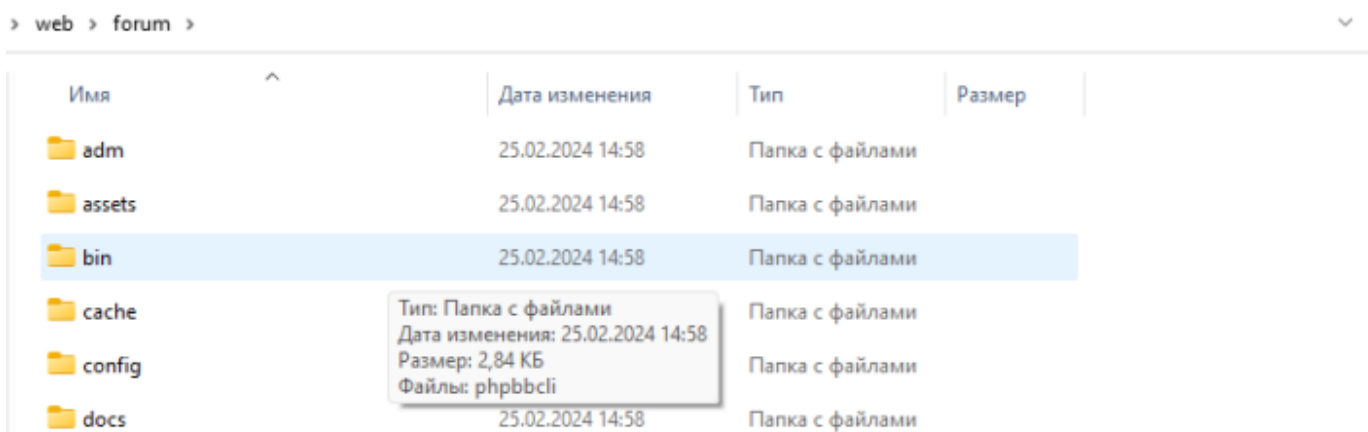 > web > forum >
Имя Дата изменения Тип Размер
adm 25.02.2024 14:58 Папка с файлами
assets 25.02.2024 14:58 Папка с файлами
bin 25.02.2024 14:58 Папка с файлами
cache Папка с файлами
Тип: Папка с файлами
Дата изменения: 25.02.2024 14:58
Размер: 2,84 КБ
Файлы: phpbbcli
config Папка с файлами
docs 25.02.2024 14:58 Папка с файлами